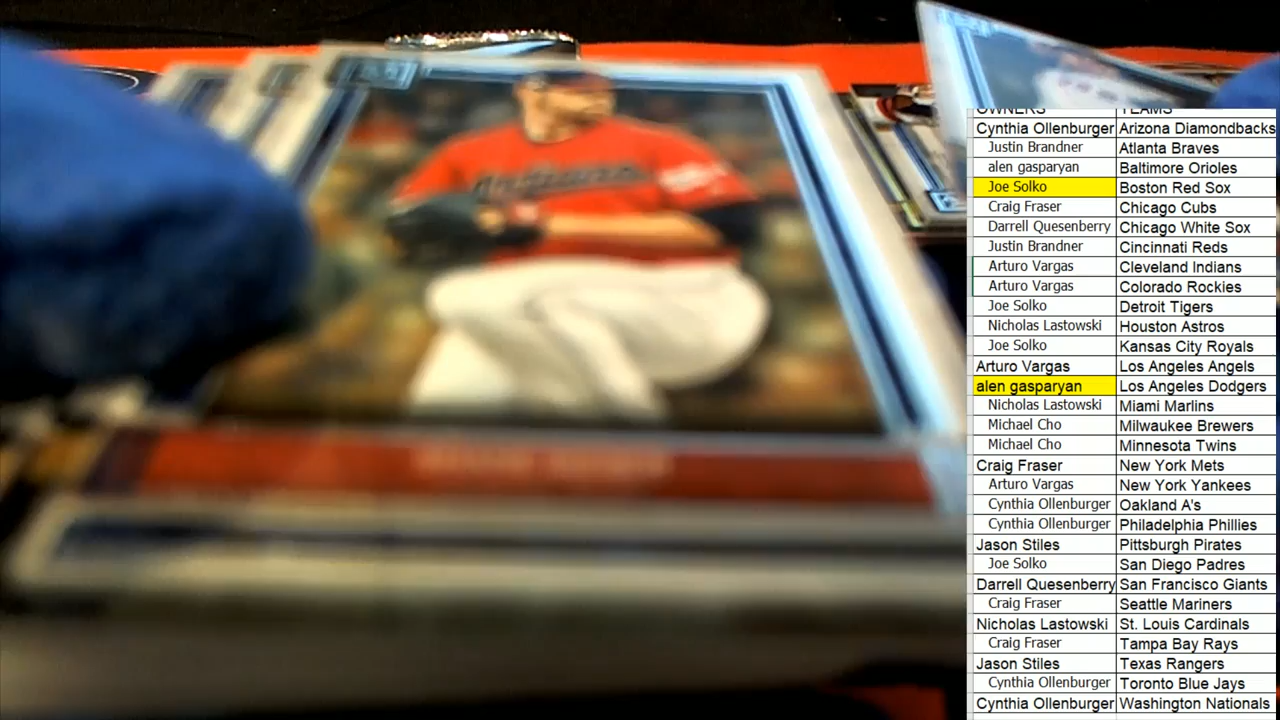 Indians
OWNERS TEAMS
Cynthia Ollenburger Arizona Diamondbacks
Justin Brandner Atlanta Braves
alen gasparyan Baltimore Orioles
Joe Solko Boston Red Sox
Craig Fraser Chicago Cubs
Darrell Quesenberry Chicago White Sox
Justin Brandner Cincinnati Reds
Arturo Vargas Cleveland Indians
Arturo Vargas Colorado Rockies
Joe Solko Detroit Tigers
Nicholas Lastowski Houston Astros
Joe Solko Kansas City Royals
Arturo Vargas Los Angeles Angels
alen gasparyan Los Angeles Dodgers
Nicholas Lastowski Miami Marlins
Michael Cho Milwaukee Brewers
Michael Cho Minnesota Twins
Craig Fraser New York Mets
Arturo Vargas New York Yankees
Cynthia Ollenburger Oakland A's
Cynthia Ollenburger Philadelphia Phillies
Jason Stiles Pittsburgh Pirates
Joe Solko San Diego Padres
Darrell Quesenberry San Francisco Giants
Craig Fraser Seattle Mariners
Nicholas Lastowski St. Louis Cardinals
Craig Fraser Tampa Bay Rays
Jason Stiles Texas Rangers
Cynthia Ollenburger Toronto Blue Jays
Cynthia Ollenburger Washington Nationals